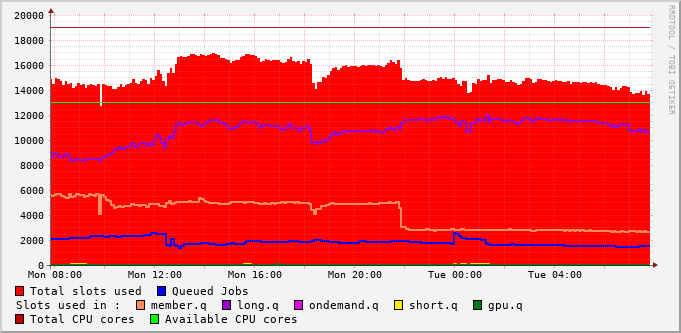 20000
18000
16000
14000
12000
10000
8000
6000
4000
2000
0
Mon 08:00 Mon 12:00 Mon 16:00 Mon 20:00 Tue 00:00 Tue 04:00
Total slots used Queued Jobs
Slots used in : member.q long.q ondemand.q short.q gpu.q
Total CPU cores Available CPU cores
RRDTOOL / TOBI OETIKER